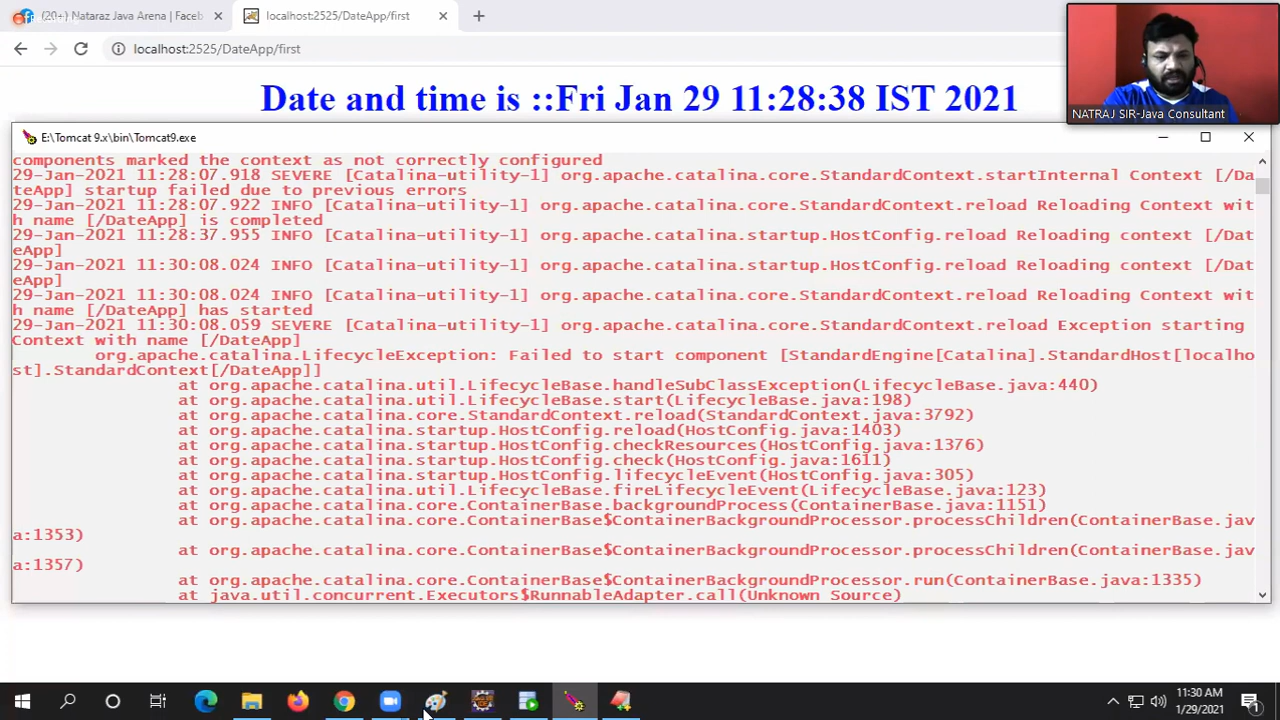 (20+) Nataraz Java Arena | Faceb
localhost:2525/DateApp/first
localhost:2525/DateApp/first
NATRAJ SIR-Java Consultant
Date and time is ::Fri Jan 29 11:28:38 IST 2021
E:\Tomcat 9.x\bin\Tomcat9.exe
components marked the context as not correctly configured
29-Jan-2021 11:28:07.918 SEVERE [Catalina-utility-1] org.apache.catalina.core.StandardContext.startInternal Context [/Da
teApp] startup failed due to previous errors
29-Jan-2021 11:28:07.922 INFO [Catalina-utility-1] org.apache.catalina.core.StandardContext.reload Reloading Context wit
h name [/DateApp] is completed
29-Jan-2021 11:28:37.955 INFO [Catalina-utility-1] org.apache.catalina.startup.HostConfig.reload Reloading context [/Dat
eApp]
29-Jan-2021 11:30:08.024 INFO [Catalina-utility-1] org.apache.catalina.startup.HostConfig.reload Reloading context [/Dat
eApp]
29-Jan-2021 11:30:08.024 INFO [Catalina-utility-1] org.apache.catalina.core.StandardContext.reload Reloading Context wit
h name [/DateApp] has started
29-Jan-2021 11:30:08.059 SEVERE [Catalina-utility-1] org.apache.catalina.core.StandardContext.reload Exception starting
Context with name [/DateApp]
org.apache.catalina.LifecycleException: Failed to start component [StandardEngine[Catalina].StandardHost[localho
st].StandardContext[/DateApp]]
at org.apache.catalina.util.LifecycleBase.handleSubClassException(LifecycleBase.java:440)
at org.apache.catalina.util.LifecycleBase.start(LifecycleBase.java:198)
at org.apache.catalina.core.StandardContext.reload(StandardContext.java:3792)
at org.apache.catalina.startup.HostConfig.reload(HostConfig.java:1403)
at org.apache.catalina.startup.HostConfig.checkResources(HostConfig.java:1376)
at org.apache.catalina.startup.HostConfig.check(HostConfig.java:1611)
at org.apache.catalina.startup.HostConfig.lifecycleEvent(HostConfig.java:305)
at org.apache.catalina.util.LifecycleBase.fireLifecycleEvent(LifecycleBase.java:123)
at org.apache.catalina.core.ContainerBase.backgroundProcess(ContainerBase.java:1151)
at org.apache.catalina.core.ContainerBase$ContainerBackgroundProcessor.processChildren(ContainerBase.jav
a:1353)
at org.apache.catalina.core.ContainerBase$ContainerBackgroundProcessor.processChildren(ContainerBase.jav
a:1357)
at org.apache.catalina.core.ContainerBase$ContainerBackgroundProcessor.run(ContainerBase.java:1335)
at java.util.concurrent.Executors$RunnableAdapter.call(Unknown Source)
11:30 AM
1/29/2021
1